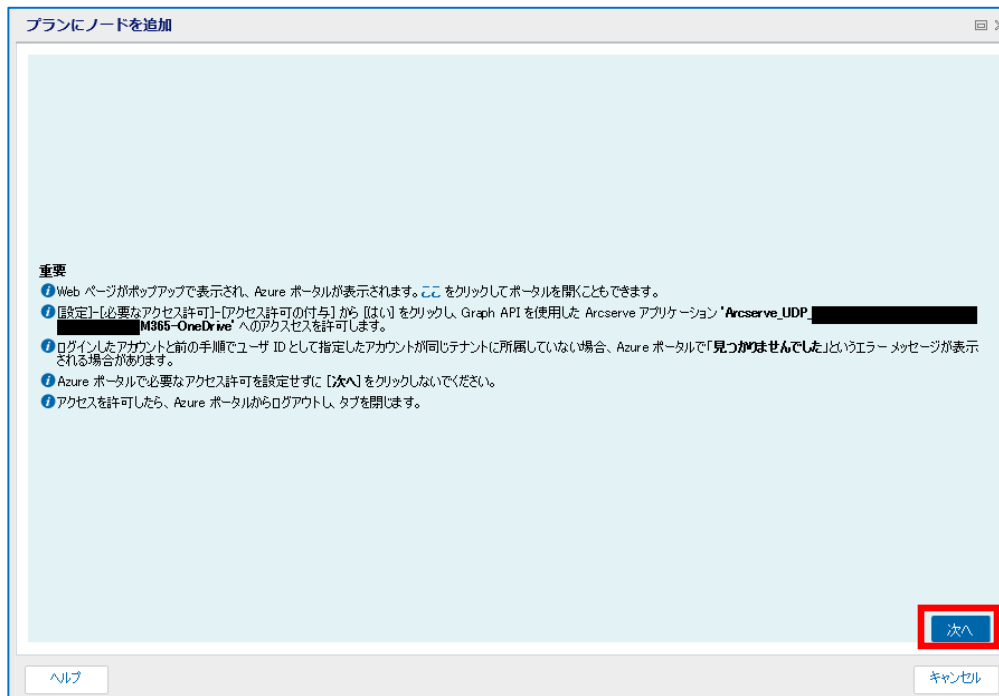 プランにノードを追加
重要
Web ページがポップアップで表示され、Azure ポータルが表示されます。ここ をクリックしてポータルを開くこともできます。
[設定]-[必要なアクセス許可]-[アクセス許可の付与] から [はい] をクリックし、Graph API を使用した Arcserve アプリケーション 'Arcserve_UDP_
M365-OneDrive' へのアクセスを許可します。
ログインしたアカウントと前の手順でユーザ ID として指定したアカウントが同じテナントに所属していない場合、Azure ポータルで「見つかりませんでした」というエラー メッセージが表示
される場合があります。
Azure ポータルで必要なアクセス許可を設定せずに [次へ] をクリックしないでください。
アクセスを許可したら、Azure ポータルからログアウトし、タブを閉じます。
次へ
ヘルプ
キャンセル